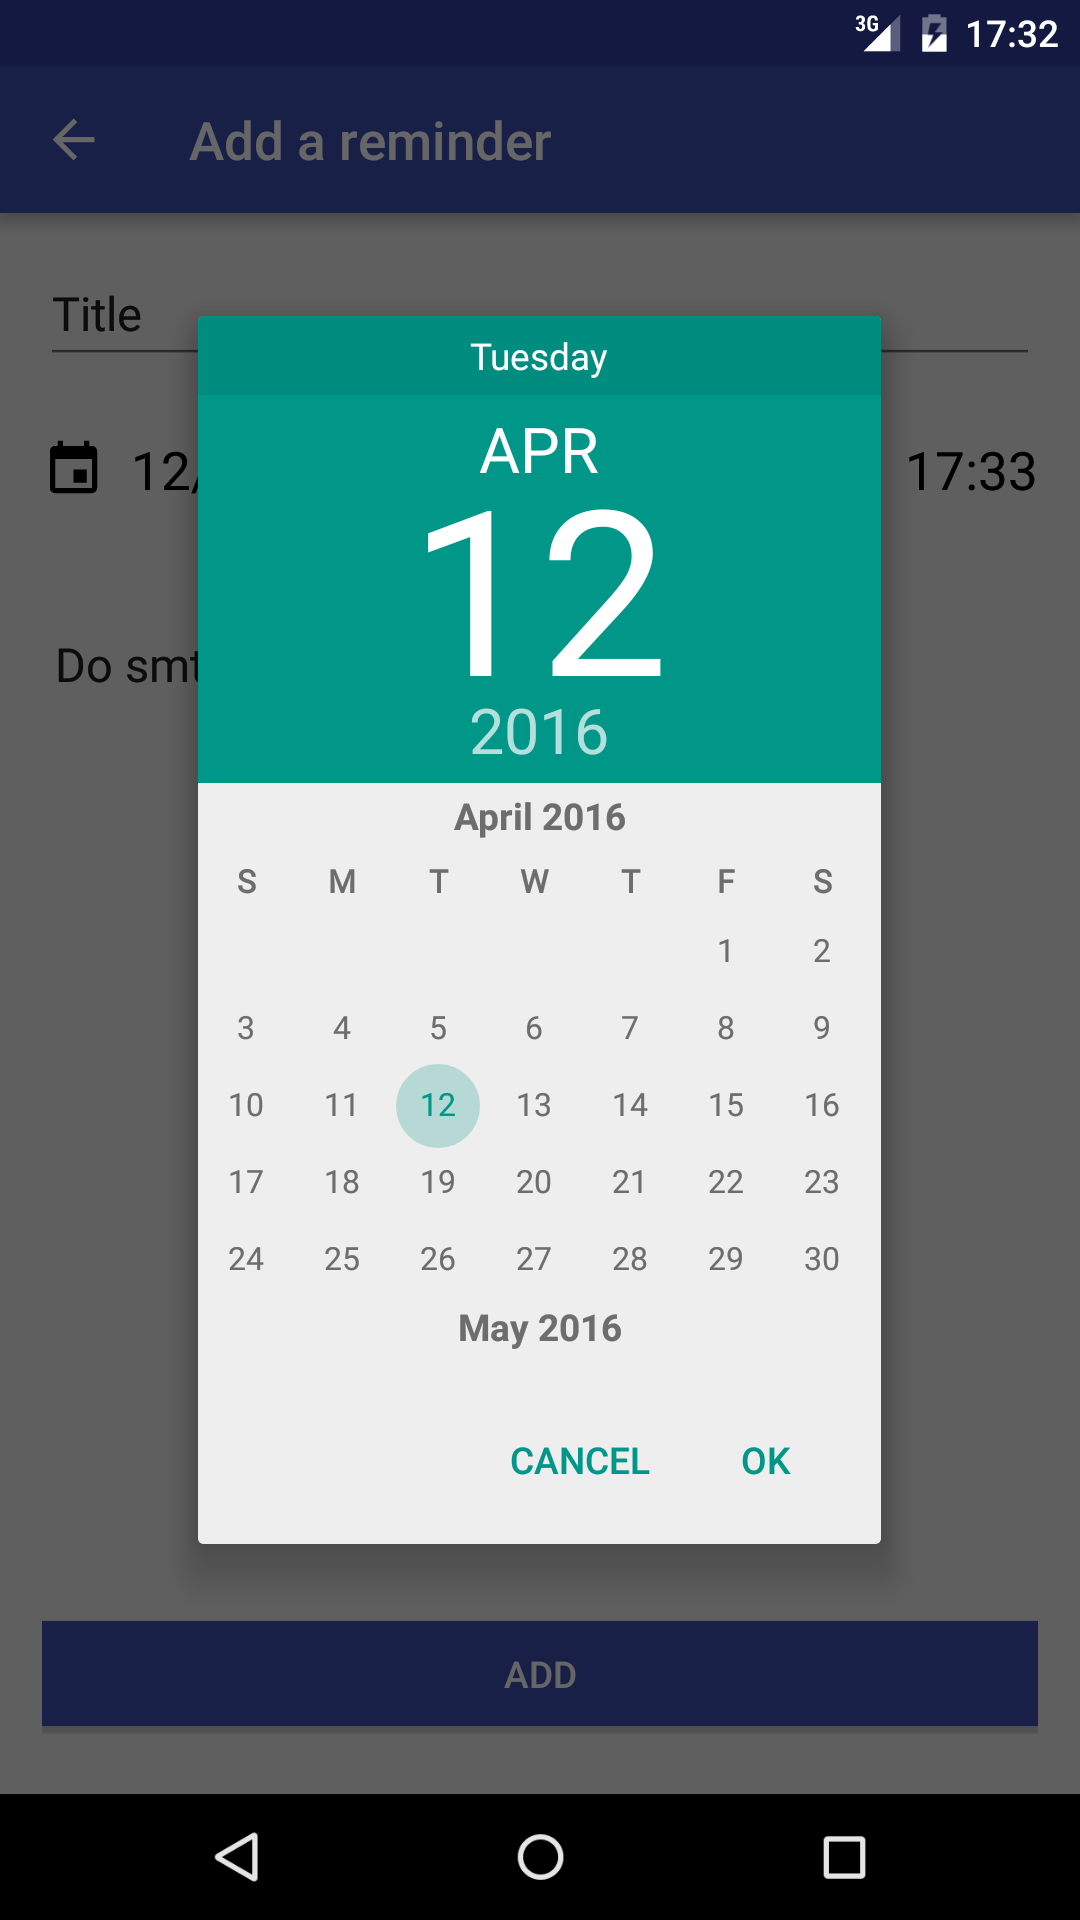 3G 17:32
Add a reminder
Title
Tuesday
APR
12/ 17:33
12
Do smt
2016
April 2016
S M T W T F S
1 2
3 4 5 6 7 8 9
10 11 12 13 14 15 16
17 18 19 20 21 22 23
24 25 26 27 28 29 30
May 2016
CANCEL OK
ADD